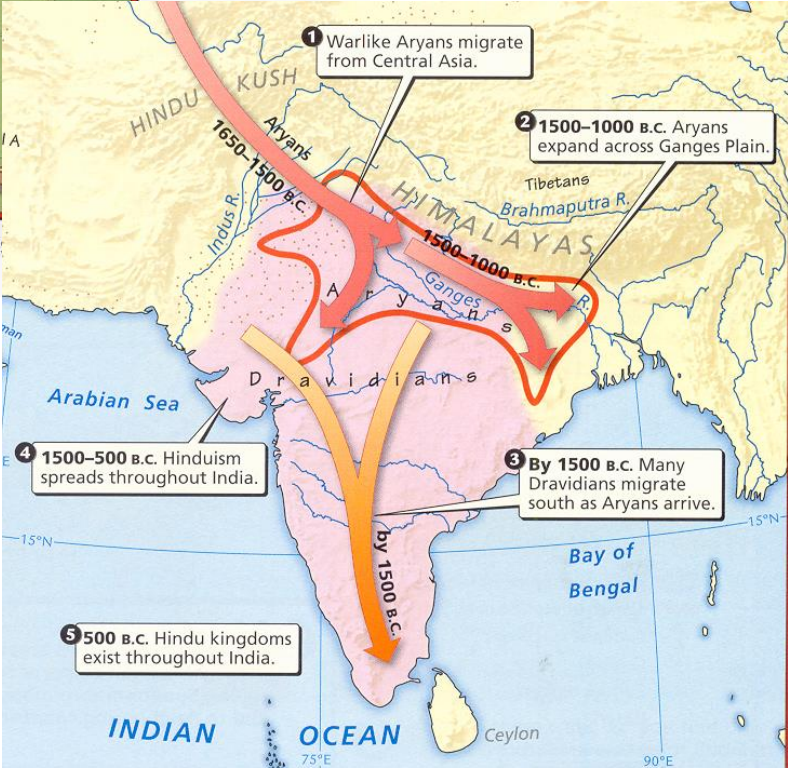 1 Warlike Aryans migrate
from Central Asia.
HINDU KUSH
IA
2 1500–1000 B.C. Aryans
expand across Ganges Plain.
Aryans
1650–1500 B.C.
Tibetans
Brahmaputra R.
HIMALAYAS
Indus R.
1500–1000 B.C.
Ganges
R.
Aryans
man
Dravidians
Arabian Sea
4 1500–500 B.C. Hinduism
spreads throughout India.
E
3 By 1500 B.C. Many
Dravidians migrate
south as Aryans arrive.
15°N
15°N
by 1500 B.C.
Bay of
Bengal
5 500 B.C. Hindu kingdoms
exist throughout India.
INDIAN OCEAN
Ceylon
75°E
90°E